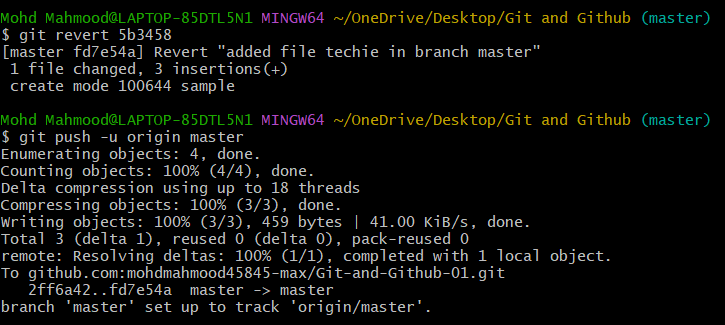 Mohd Mahmood@LAPTOP-85DTL5N1 MINGW64 ~/OneDrive/Desktop/Git and Github (master)
$ git revert 5b3458
[master fd7e54a] Revert "added file techie in branch master"
 1 file changed, 3 insertions(+)
 create mode 100644 sample
Mohd Mahmood@LAPTOP-85DTL5N1 MINGW64 ~/OneDrive/Desktop/Git and Github (master)
$ git push -u origin master
Enumerating objects: 4, done.
Counting objects: 100% (4/4), done.
Delta compression using up to 18 threads
Compressing objects: 100% (3/3), done.
Writing objects: 100% (3/3), 459 bytes | 41.00 KiB/s, done.
Total 3 (delta 1), reused 0 (delta 0), pack-reused 0
remote: Resolving deltas: 100% (1/1), completed with 1 local object.
To github.com:mohdmahmood45845-max/Git-and-Github-01.git
   2ff6a42..fd7e54a  master -> master
branch 'master' set up to track 'origin/master'.